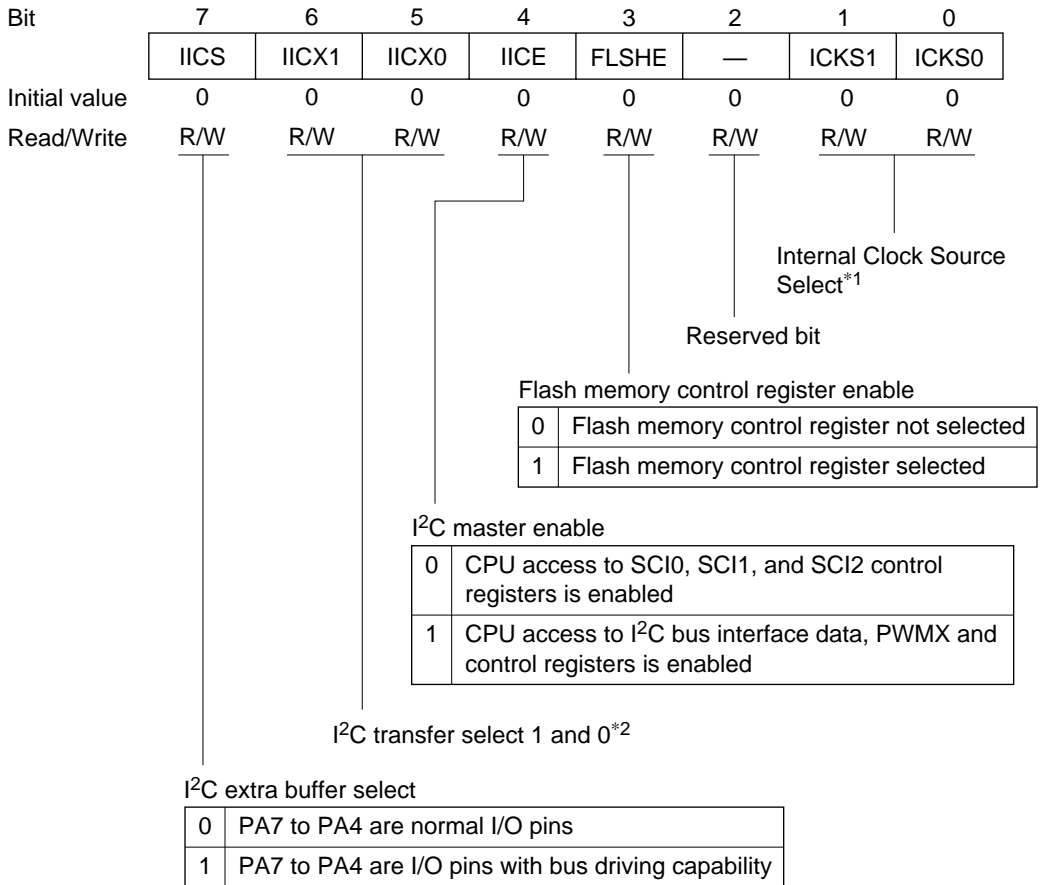 Bit 7 6 5 4 3 2 1 0
IICS IICX1 IICX0 IICE FLSHE — ICKS1 ICKS0
Initial value 0 0 0 0 0 0 0 0
Read/Write R/W R/W R/W R/W R/W R/W R/W R/W
Internal Clock Source
Select*1
Reserved bit
Flash memory control register enable
0 Flash memory control register not selected
1 Flash memory control register selected
I2C master enable
0 CPU access to SCI0, SCI1, and SCI2 control
registers is enabled
1 CPU access to I2C bus interface data, PWMX and
control registers is enabled
I2C transfer select 1 and 0*2
I2C extra buffer select
0 PA7 to PA4 are normal I/O pins
1 PA7 to PA4 are I/O pins with bus driving capability